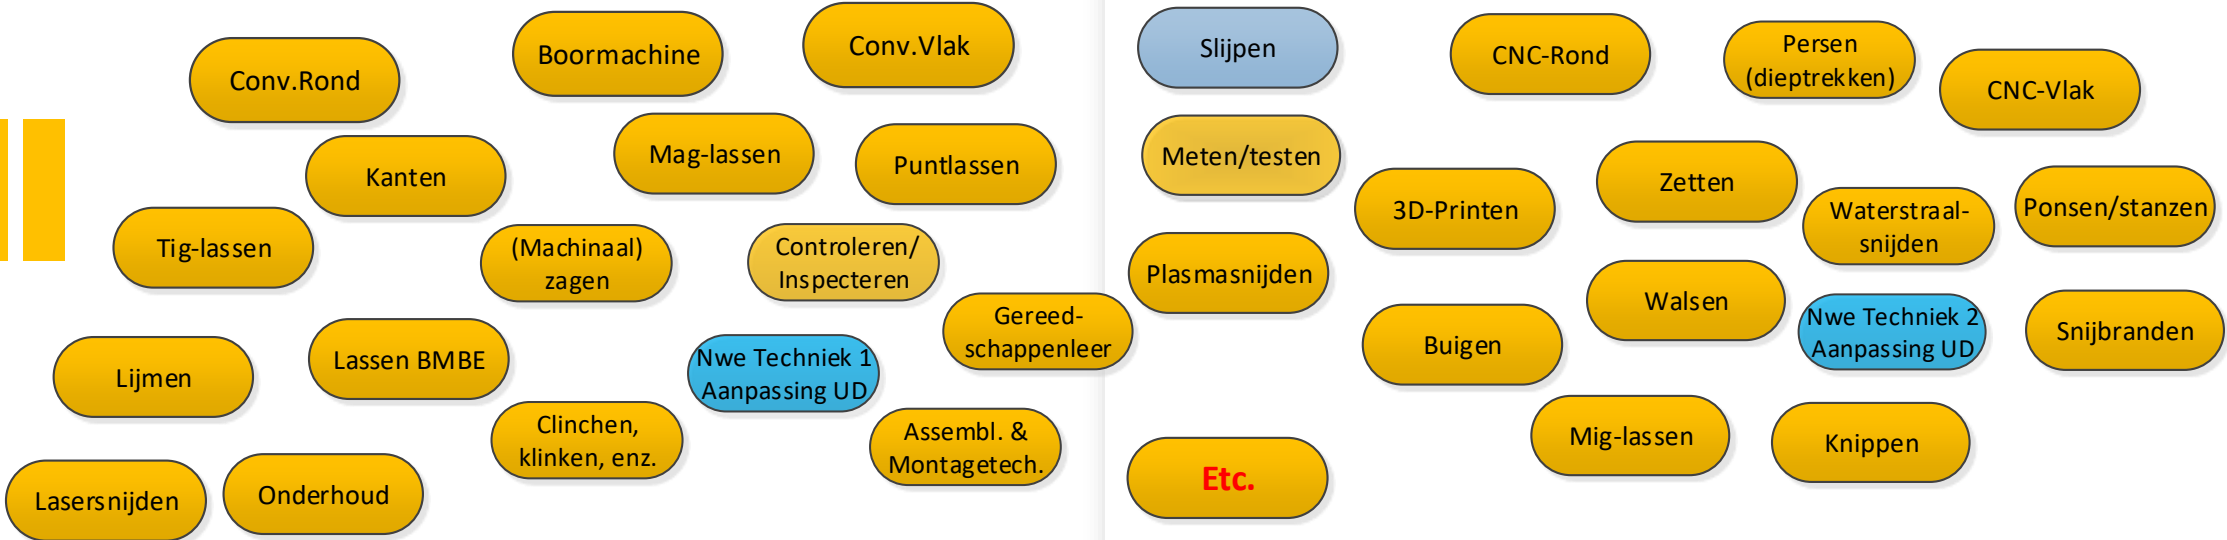 Conv.Rond
Boormachine
Conv.Vlak
Slijpen
CNC-Rond
Persen
(dieptrekken)
CNC-Vlak
Kanten
Mag-lassen
Puntlassen
Meten/testen
3D-Printen
Zetten
Waterstraal-
snijden
Ponsen/stanzen
Tig-lassen
(Machinaal)
zagen
Controleren/
Inspecteren
Plasmasnijden
Gereed-
schappenleer
Walsen
Buigen
Nwe Techniek 2
Aanpassing UD
Snijbranden
Lijmen
Lassen BMBE
Nwe Techniek 1
Aanpassing UD
Clinchen,
klinken, enz.
Assembl. &
Montagetech.
Etc.
Mig-lassen
Knippen
Lasersnijden
Onderhoud